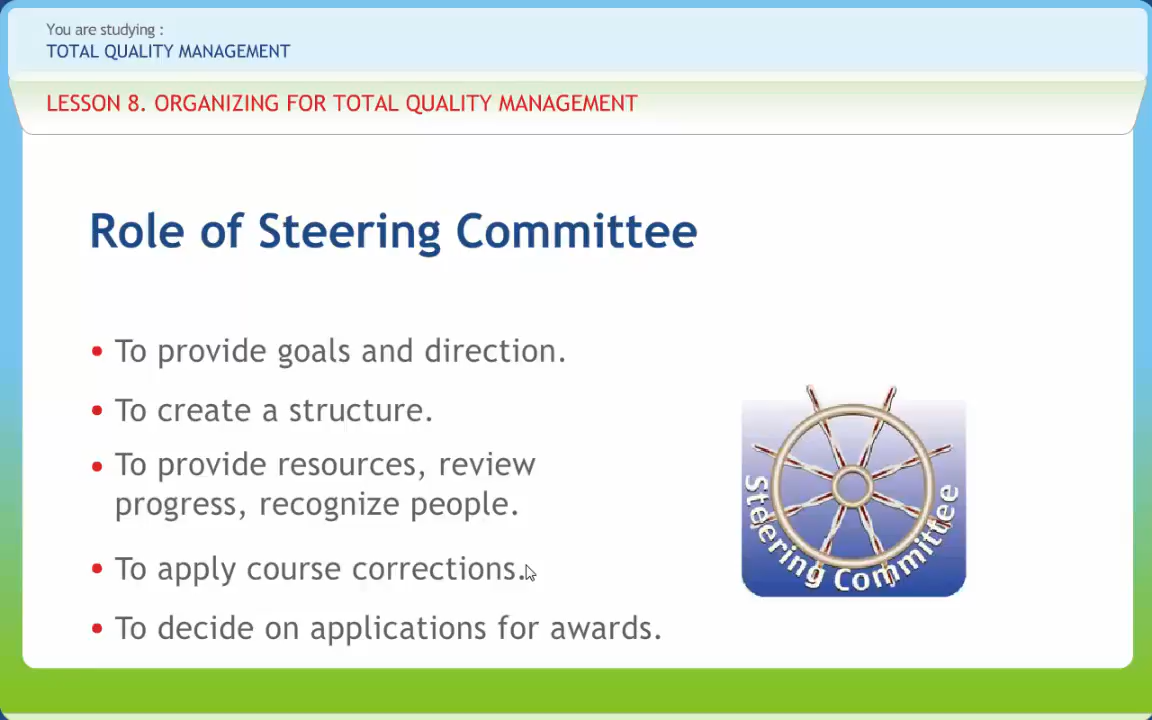 You are studying :
TOTAL QUALITY MANAGEMENT
LESSON 8. ORGANIZING FOR TOTAL QUALITY MANAGEMENT
Role of Steering Committee
• To provide goals and direction.
• To create a structure.
• To provide resources, review
progress, recognize people.
• To apply course corrections.
• To decide on applications for awards.
Steering Committee